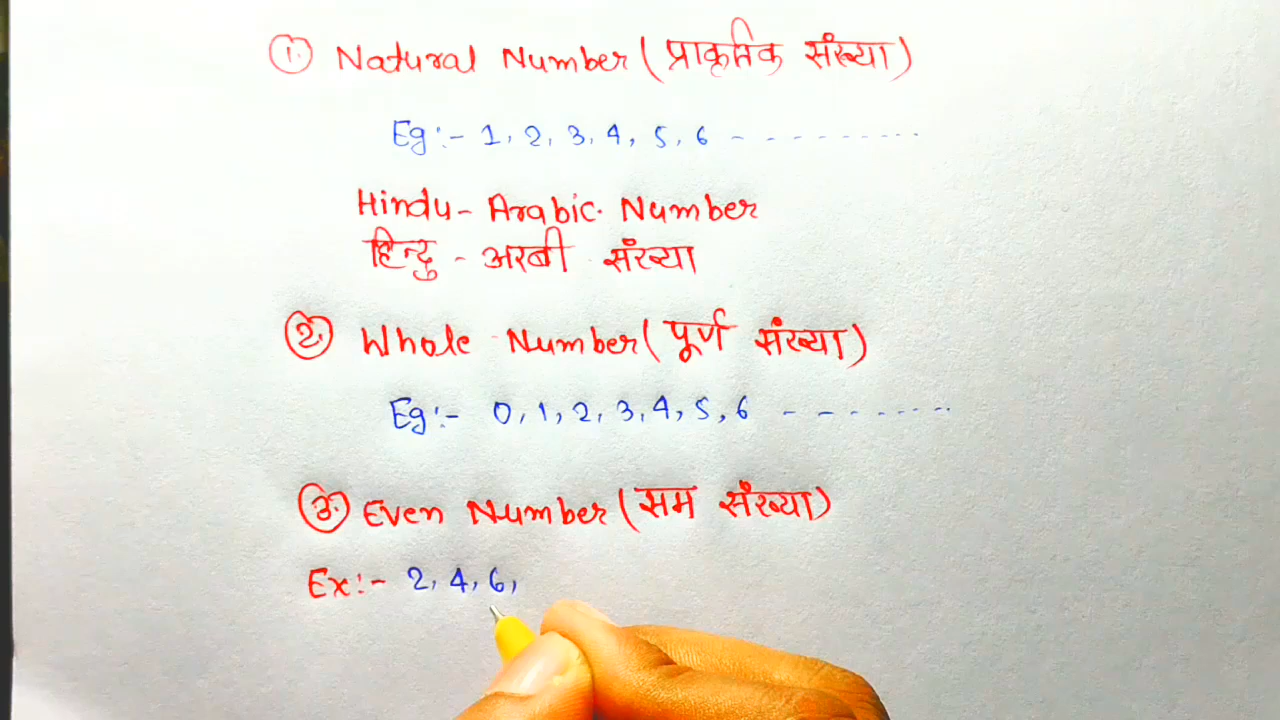 1. Natural Number (प्राकृतिक संख्या)
Eg:- 1, 2, 3, 4, 5, 6 - - - - - - - - - -
Hindu - Arabic Number
हिन्दु - अरबी संख्या
2. Whole Number (पूर्ण संख्या)
Eg:- 0, 1, 2, 3, 4, 5, 6 - - - - - - - -
3. Even Number (सम संख्या)
Ex:- 2, 4, 6,